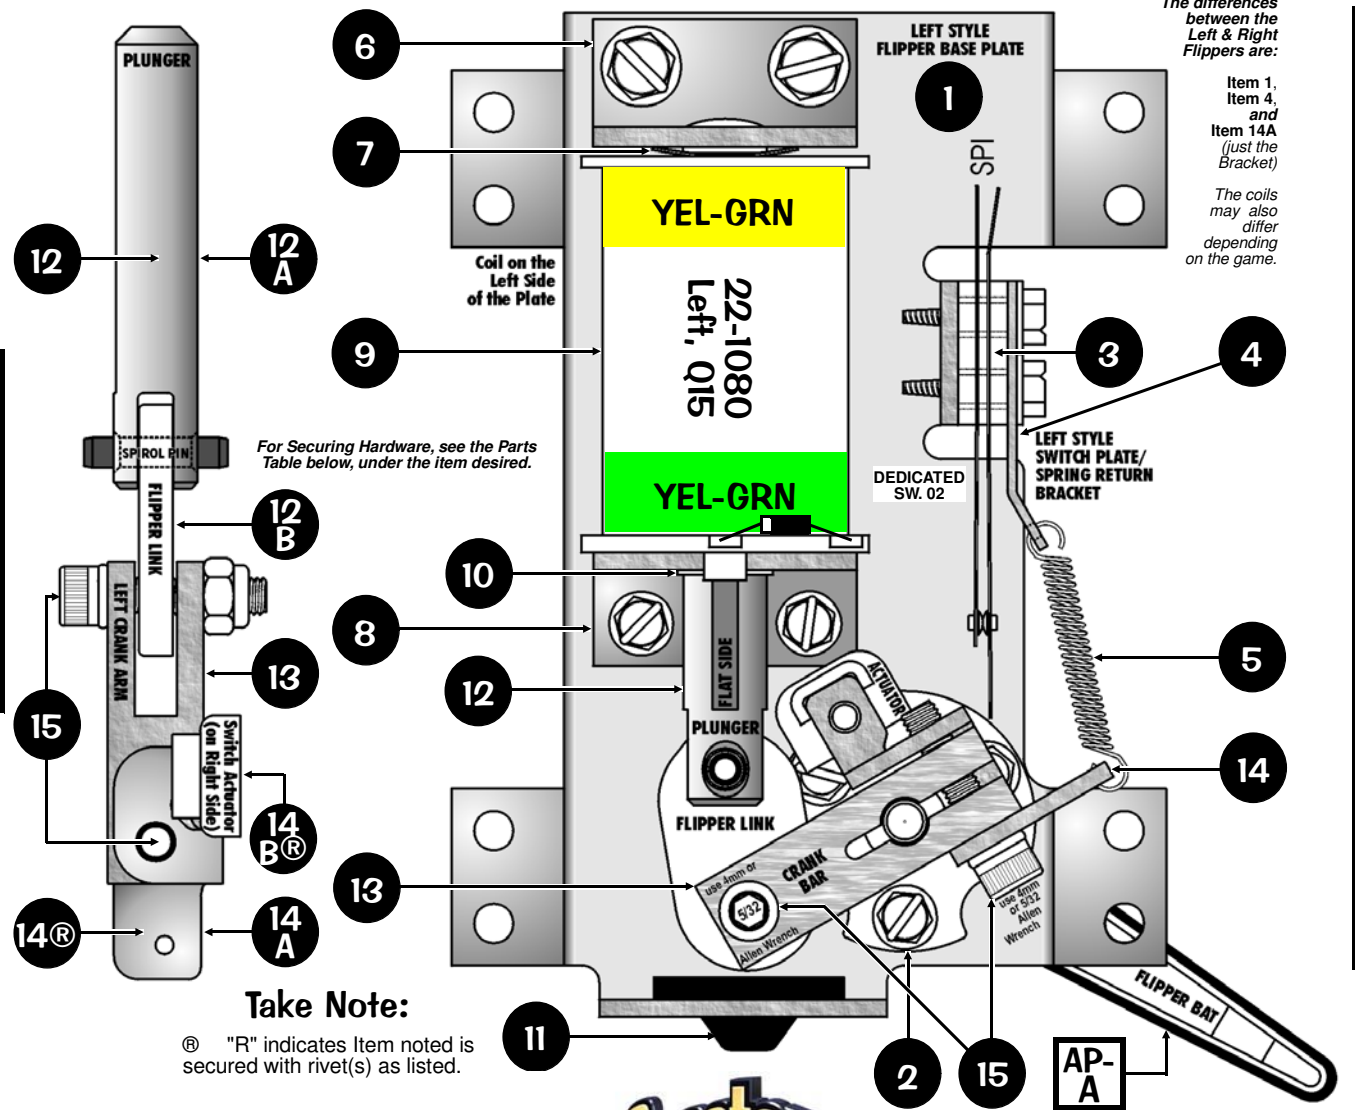 The differences
between the
Left & Right
Flippers are:
Item 1,
Item 4,
and
Item 14A
(just the
Bracket)
The coils
may also
differ
depending
on the game.
LEFT STYLE
FLIPPER BASE PLATE
1
6
7
PLUNGER
12
12
A
SPIROL PIN
FLIPPER LINK
12
B
LEFT CRANK ARM
13
15
Switch Actuator
(on Right Side)
14
B®
14®
14
A
Coil on the
Left Side
of the Plate
9
For Securing Hardware, see the Parts
Table below, under the item desired.
YEL-GRN
22-1080
Left, Q15
YEL-GRN
SPI
3
4
LEFT STYLE
SWITCH PLATE/
SPRING RETURN
BRACKET
DEDICATED
SW. 02
10
8
12
FLAT SIDE
PLUNGER
ACTUATOR
5
14
FLIPPER LINK
CRANK
BAR
13
use 4mm or
5/32
Allen Wrench
use 4mm
or 5/32
Allen
Wrench
FLIPPER BAT
11
2
15
AP-
A
Take Note:
® "R" indicates Item noted is
secured with rivet(s) as listed.